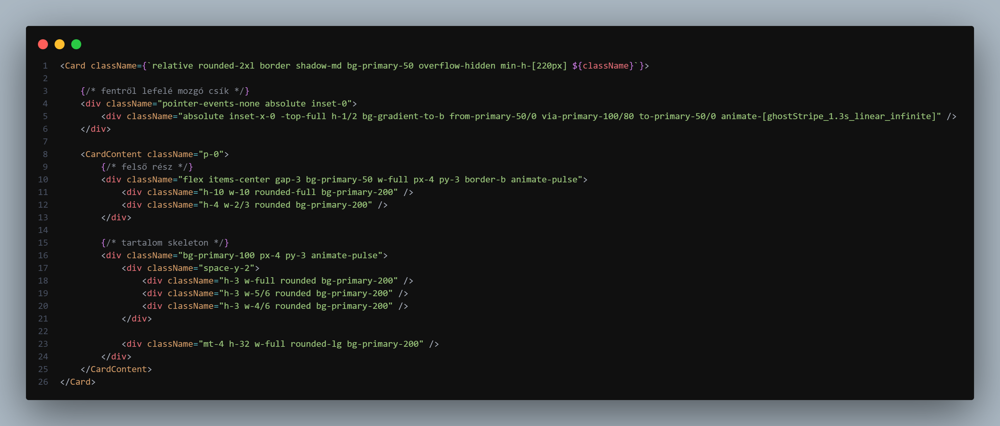 1 <Card className={`relative rounded-2xl border shadow-md bg-primary-50 overflow-hidden min-h-[220px] ${className}`}>
2
3     {/* fentről lefelé mozgó csík */}
4     <div className="pointer-events-none absolute inset-0">
5         <div className="absolute inset-x-0 -top-full h-1/2 bg-gradient-to-b from-primary-50/0 via-primary-100/80 to-primary-50/0 animate-[ghostStripe_1.3s_linear_infinite]" />
6     </div>
7
8     <CardContent className="p-0">
9         {/* felső rész */}
10         <div className="flex items-center gap-3 bg-primary-50 w-full px-4 py-3 border-b animate-pulse">
11             <div className="h-10 w-10 rounded-full bg-primary-200" />
12             <div className="h-4 w-2/3 rounded bg-primary-200" />
13         </div>
14
15         {/* tartalom skeleton */}
16         <div className="bg-primary-100 px-4 py-3 animate-pulse">
17             <div className="space-y-2">
18                 <div className="h-3 w-full rounded bg-primary-200" />
19                 <div className="h-3 w-5/6 rounded bg-primary-200" />
20                 <div className="h-3 w-4/6 rounded bg-primary-200" />
21             </div>
22
23             <div className="mt-4 h-32 w-full rounded-lg bg-primary-200" />
24         </div>
25     </CardContent>
26 </Card>